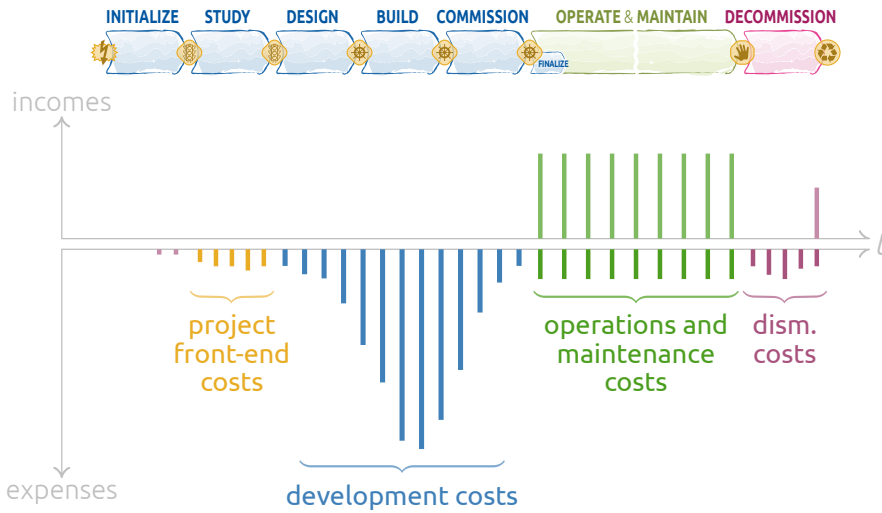 INITIALIZE STUDY DESIGN BUILD COMMISSION OPERATE & MAINTAIN DECOMMISSION
FINALIZE
incomes
t
project
front-end
costs
operations and
maintenance
costs
dism.
costs
expenses
development costs